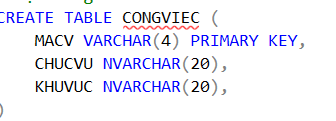 CREATE TABLE CONGVIEC (
MACV VARCHAR(4) PRIMARY KEY,
CHUCVU NVARCHAR(20),
KHUVUC NVARCHAR(20),
)